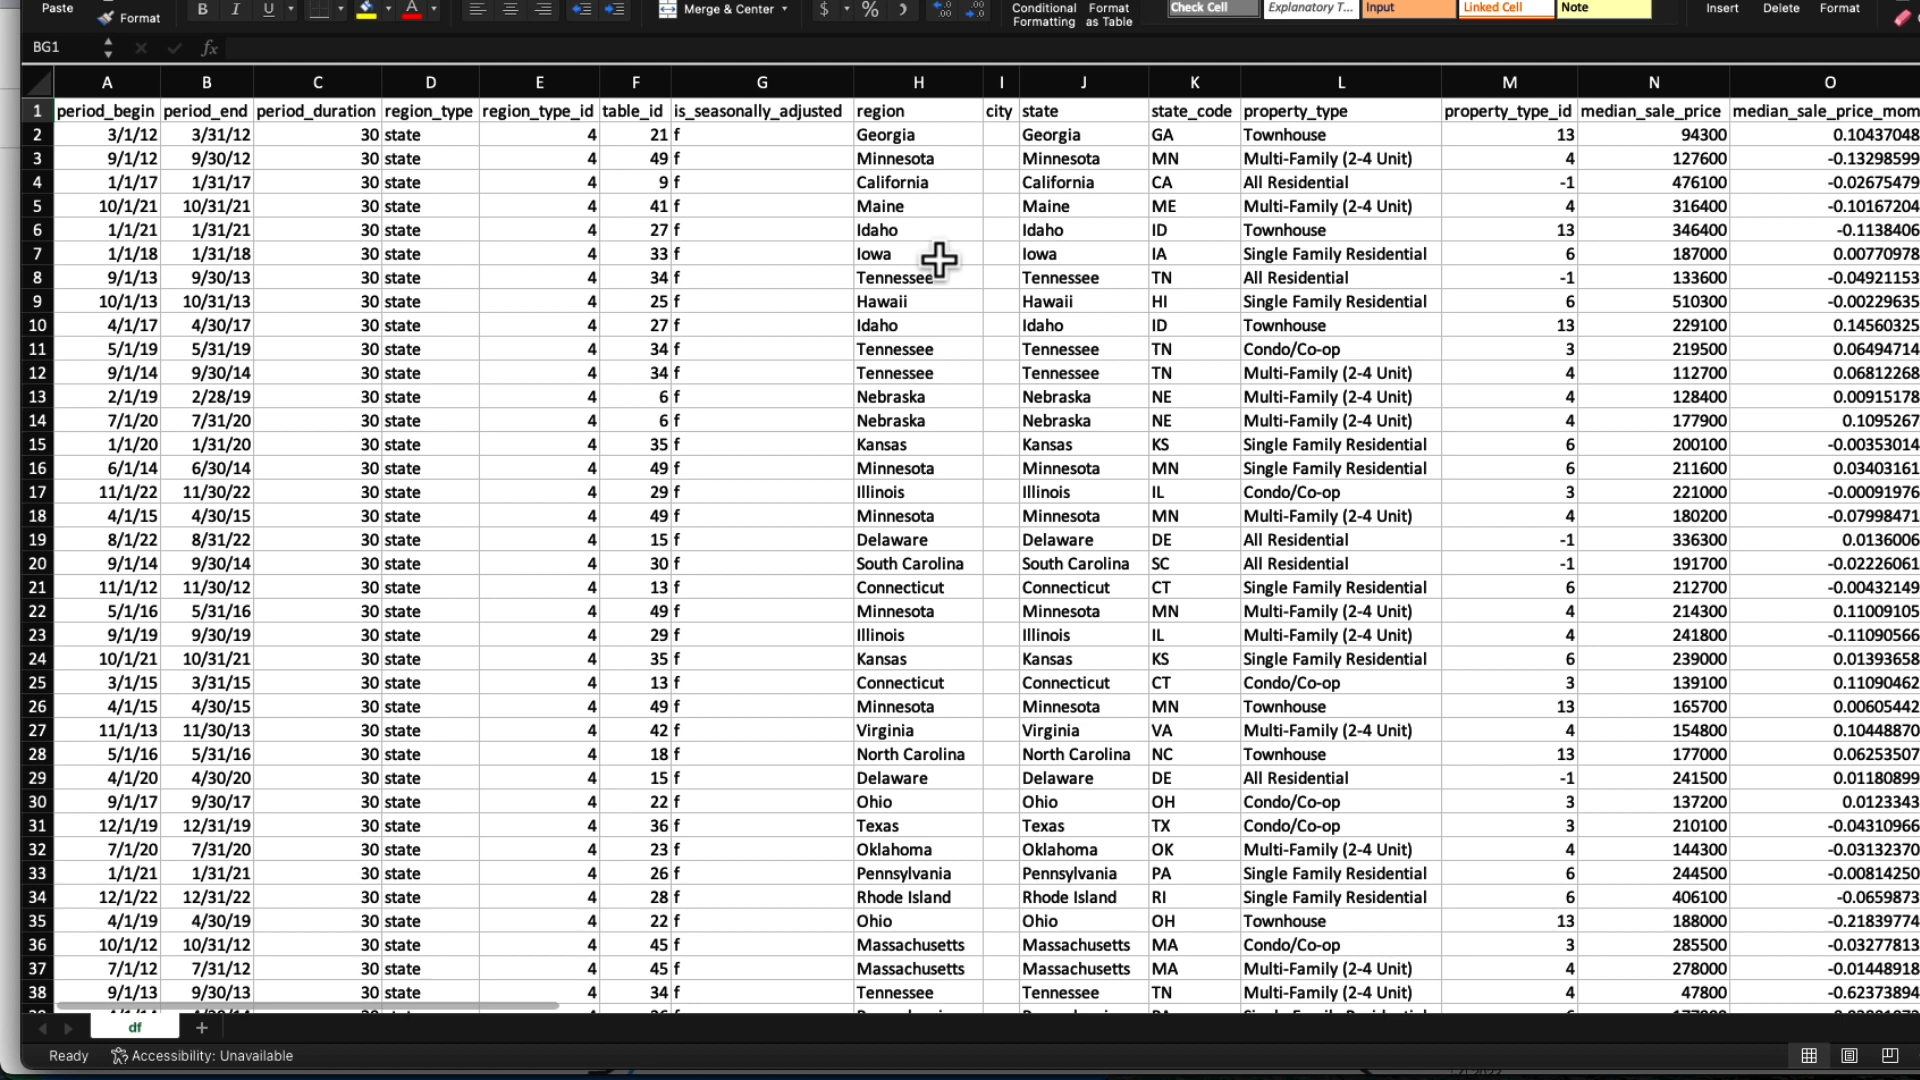 Paste Format B I U A Merge & Center $ % Conditional Formatting Format as Table Check Cell Explanatory T... Input Linked Cell Note Insert Delete Format
BG1 fx
A B C D E F G H I J K L M N O
1 period_begin period_end period_duration region_type region_type_id table_id is_seasonally_adjusted region city state state_code property_type property_type_id median_sale_price median_sale_price_mom
2 3/1/12 3/31/12 30 state 4 21 f Georgia Georgia GA Townhouse 13 94300 0.10437048
3 9/1/12 9/30/12 30 state 4 49 f Minnesota Minnesota MN Multi-Family (2-4 Unit) 4 127600 -0.13298599
4 1/1/17 1/31/17 30 state 4 9 f California California CA All Residential -1 476100 -0.02675479
5 10/1/21 10/31/21 30 state 4 41 f Maine Maine ME Multi-Family (2-4 Unit) 4 316400 -0.10167204
6 1/1/21 1/31/21 30 state 4 27 f Idaho Idaho ID Townhouse 13 346400 -0.1138406
7 1/1/18 1/31/18 30 state 4 33 f Iowa Iowa IA Single Family Residential 6 187000 0.00770978
8 9/1/13 9/30/13 30 state 4 34 f Tennessee Tennessee TN All Residential -1 133600 -0.04921153
9 10/1/13 10/31/13 30 state 4 25 f Hawaii Hawaii HI Single Family Residential 6 510300 -0.00229635
10 4/1/17 4/30/17 30 state 4 27 f Idaho Idaho ID Townhouse 13 229100 0.14560325
11 5/1/19 5/31/19 30 state 4 34 f Tennessee Tennessee TN Condo/Co-op 3 219500 0.06494714
12 9/1/14 9/30/14 30 state 4 34 f Tennessee Tennessee TN Multi-Family (2-4 Unit) 4 112700 0.06812268
13 2/1/19 2/28/19 30 state 4 6 f Nebraska Nebraska NE Multi-Family (2-4 Unit) 4 128400 0.00915178
14 7/1/20 7/31/20 30 state 4 6 f Nebraska Nebraska NE Multi-Family (2-4 Unit) 4 177900 0.1095267
15 1/1/20 1/31/20 30 state 4 35 f Kansas Kansas KS Single Family Residential 6 200100 -0.00353014
16 6/1/14 6/30/14 30 state 4 49 f Minnesota Minnesota MN Single Family Residential 6 211600 0.03403161
17 11/1/22 11/30/22 30 state 4 29 f Illinois Illinois IL Condo/Co-op 3 221000 -0.00091976
18 4/1/15 4/30/15 30 state 4 49 f Minnesota Minnesota MN Multi-Family (2-4 Unit) 4 180200 -0.07998471
19 8/1/22 8/31/22 30 state 4 15 f Delaware Delaware DE All Residential -1 336300 0.0136006
20 9/1/14 9/30/14 30 state 4 30 f South Carolina South Carolina SC All Residential -1 191700 -0.02226061
21 11/1/12 11/30/12 30 state 4 13 f Connecticut Connecticut CT Single Family Residential 6 212700 -0.00432149
22 5/1/16 5/31/16 30 state 4 49 f Minnesota Minnesota MN Multi-Family (2-4 Unit) 4 214300 0.11009105
23 9/1/19 9/30/19 30 state 4 29 f Illinois Illinois IL Multi-Family (2-4 Unit) 4 241800 -0.11090566
24 10/1/21 10/31/21 30 state 4 35 f Kansas Kansas KS Single Family Residential 6 239000 0.01393658
25 3/1/15 3/31/15 30 state 4 13 f Connecticut Connecticut CT Condo/Co-op 3 139100 0.11090462
26 4/1/15 4/30/15 30 state 4 49 f Minnesota Minnesota MN Townhouse 13 165700 0.00605442
27 11/1/13 11/30/13 30 state 4 42 f Virginia Virginia VA Multi-Family (2-4 Unit) 4 154800 0.10448870
28 5/1/16 5/31/16 30 state 4 18 f North Carolina North Carolina NC Townhouse 13 177000 0.06253507
29 4/1/20 4/30/20 30 state 4 15 f Delaware Delaware DE All Residential -1 241500 0.01180899
30 9/1/17 9/30/17 30 state 4 22 f Ohio Ohio OH Condo/Co-op 3 137200 0.0123343
31 12/1/19 12/31/19 30 state 4 36 f Texas Texas TX Condo/Co-op 3 210100 -0.04310966
32 7/1/20 7/31/20 30 state 4 23 f Oklahoma Oklahoma OK Multi-Family (2-4 Unit) 4 144300 -0.03132370
33 1/1/21 1/31/21 30 state 4 26 f Pennsylvania Pennsylvania PA Single Family Residential 6 244500 -0.00814250
34 12/1/22 12/31/22 30 state 4 28 f Rhode Island Rhode Island RI Single Family Residential 6 406100 -0.0659873
35 4/1/19 4/30/19 30 state 4 22 f Ohio Ohio OH Townhouse 13 188000 -0.21839774
36 10/1/12 10/31/12 30 state 4 45 f Massachusetts Massachusetts MA Condo/Co-op 3 285500 -0.03277813
37 7/1/12 7/31/12 30 state 4 45 f Massachusetts Massachusetts MA Multi-Family (2-4 Unit) 4 278000 -0.01448918
38 9/1/13 9/30/13 30 state 4 34 f Tennessee Tennessee TN Multi-Family (2-4 Unit) 4 47800 -0.62373894
df
Ready Accessibility: Unavailable